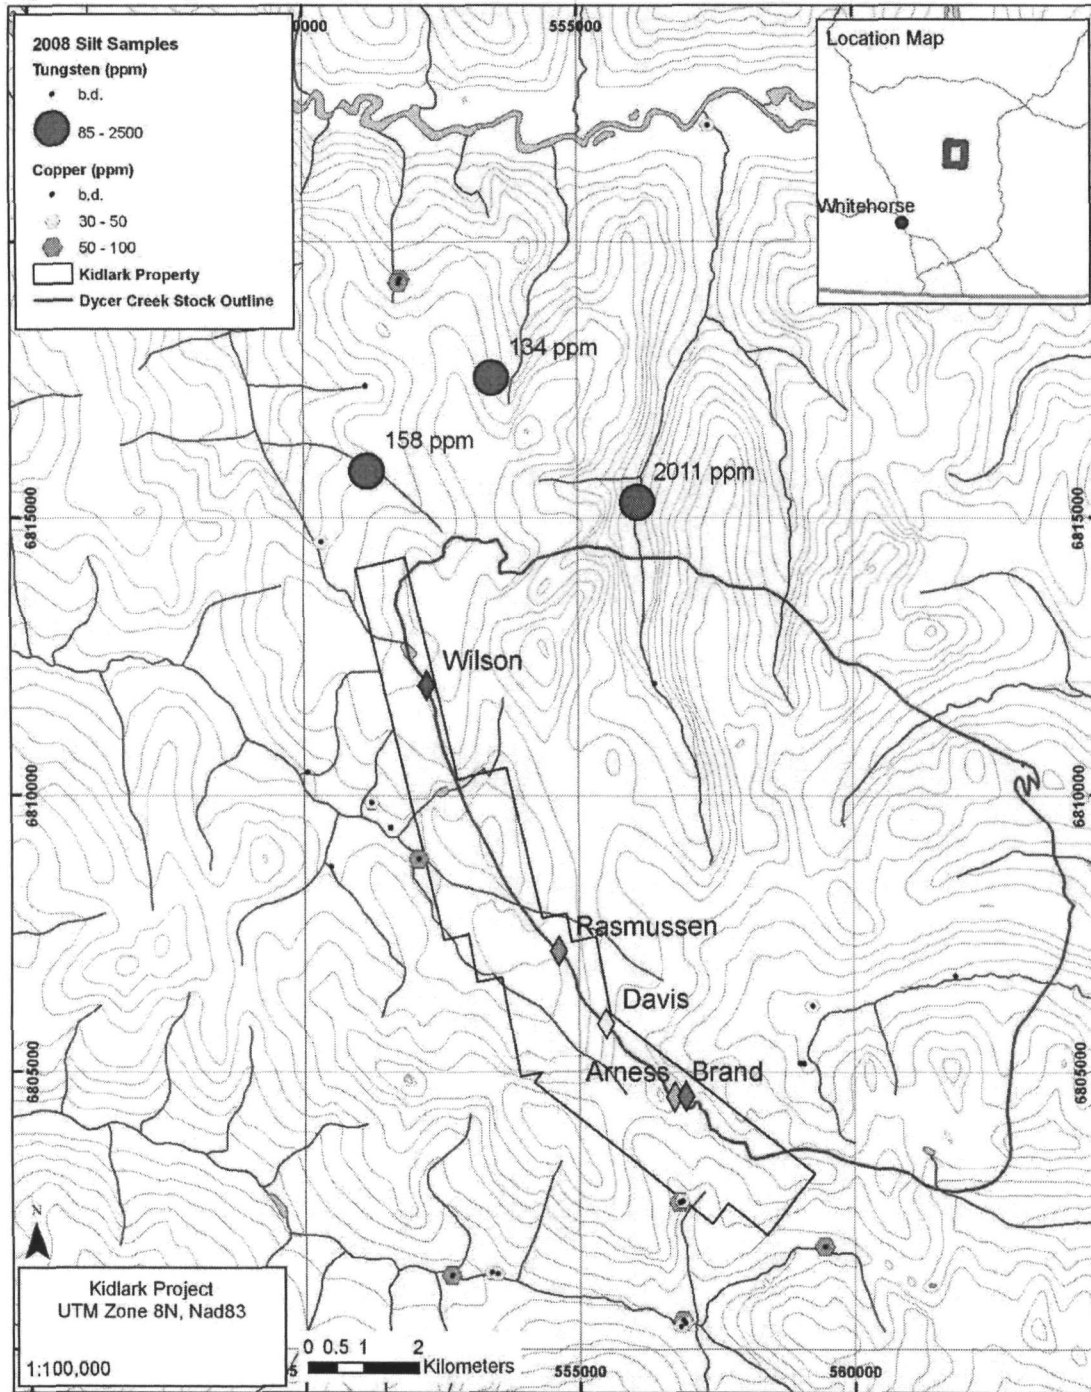 0000
555000
2008 Silt Samples
Tungsten (ppm)
b.d.
85 - 2500
Copper (ppm)
b.d.
30 - 50
50 - 100
Kidlark Property
Dycer Creek Stock Outline
Location Map
Whitehorse
134 ppm
158 ppm
2011 ppm
6815000
6815000
Wilson
6810000
6810000
Rasmussen
Davis
Arness
Brand
6805000
6805000
N
Kidlark Project
UTM Zone 8N, Nad83
1:100,000
0 0.5 1 2
Kilometers
555000
560000